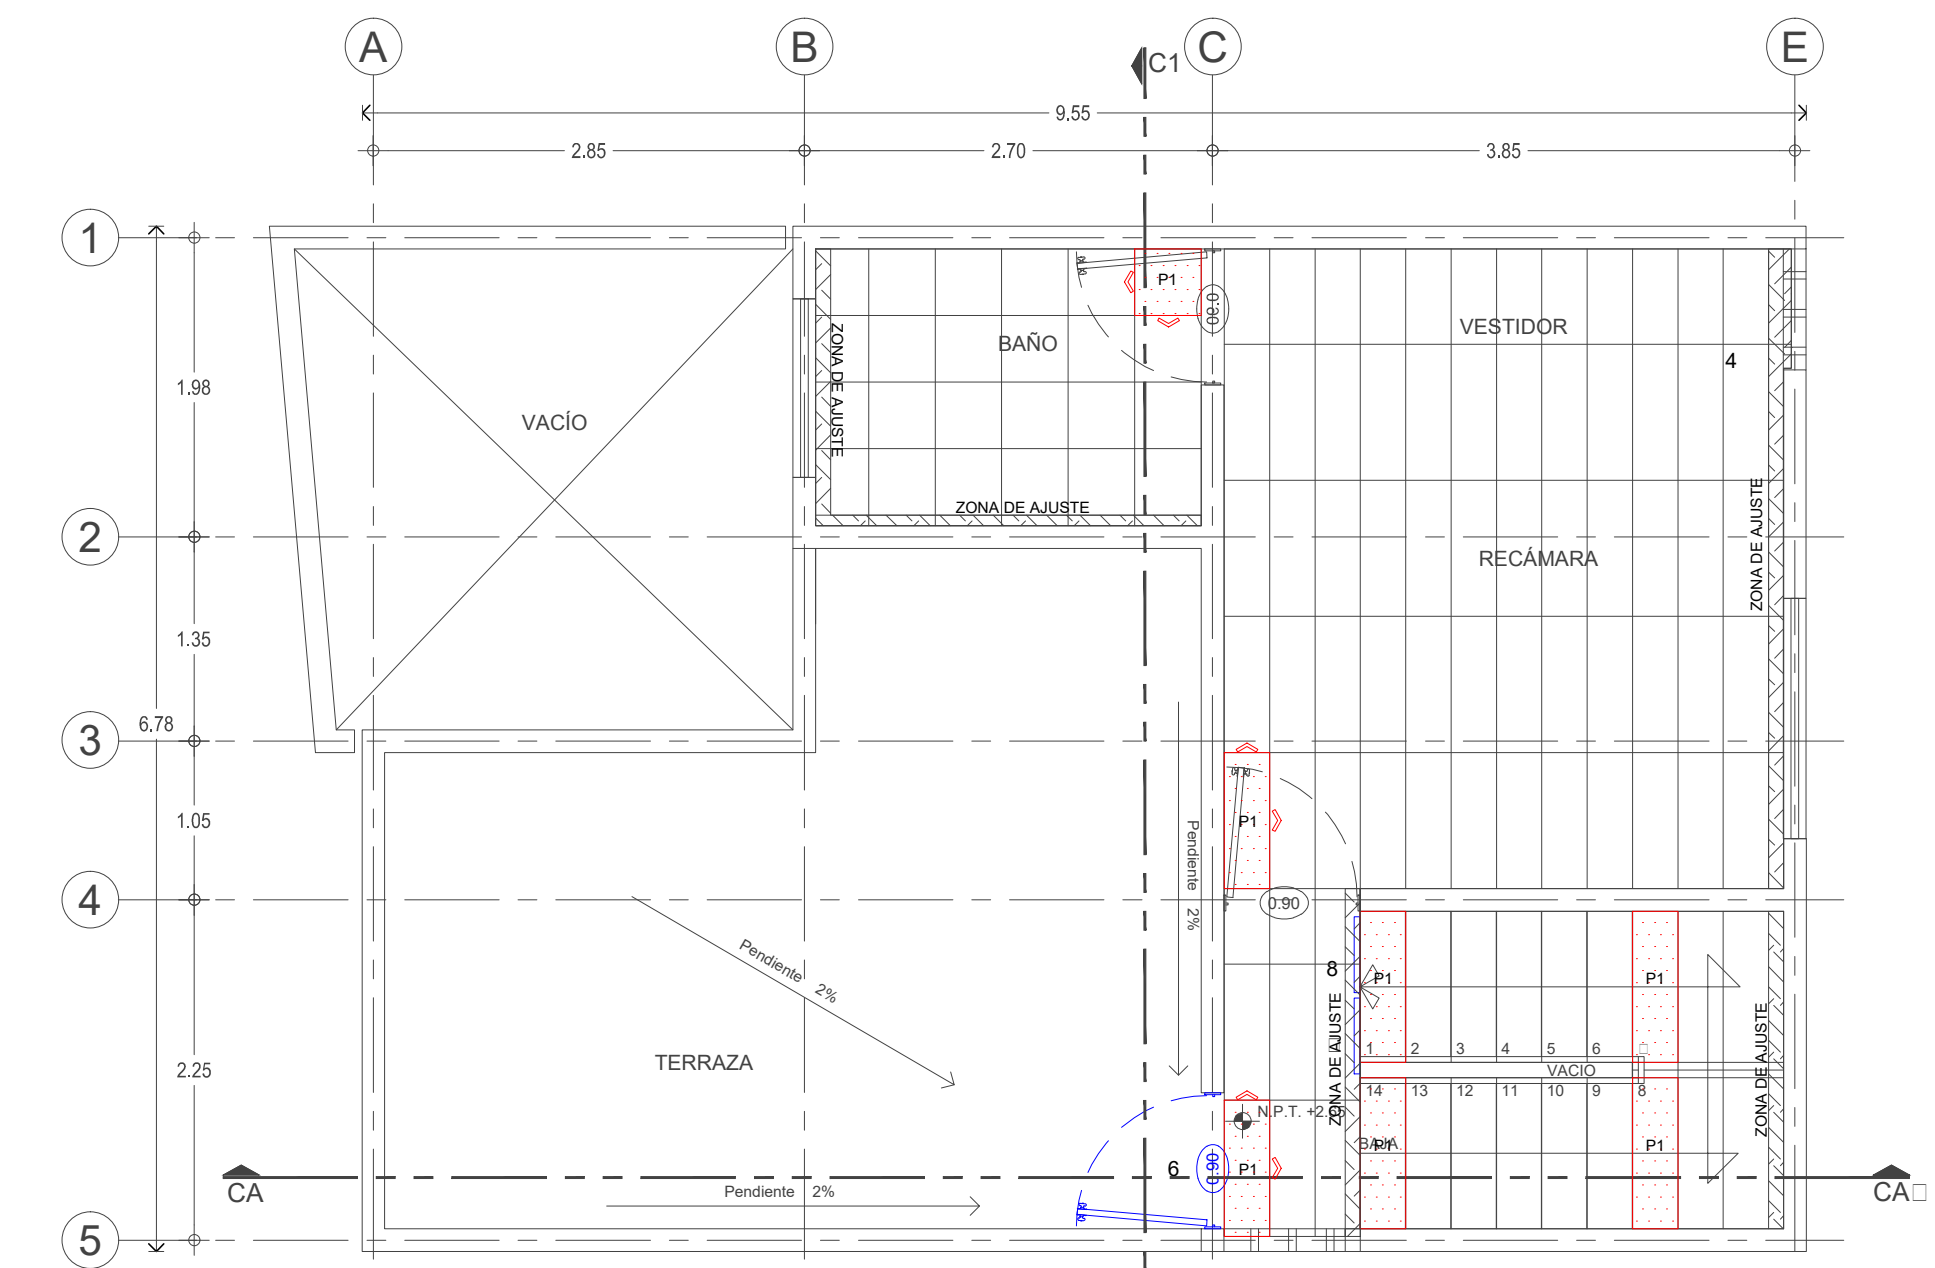 A B C E
C1
9.55
2.85 2.70 3.85
1
P1
0.90
VESTIDOR
BAÑO
ZONA DE AJUSTE
4
1.98
VACÍO
ZONA DE AJUSTE
ZONA DE AJUSTE
2
RECÁMARA
1.35
6.78
3
1.05
P1
Pendiente 2%
4
0.90
Pendiente 2%
8
P1 P1
ZONA DE AJUSTE
ZONA DE AJUSTE
1 2 3 4 5 6
VACIO
TERRAZA
2.25
14 13 12 11 10 9 8
N.P.T. +2.65
BAJA
P1 P1
6
0.90
P1
CA
Pendiente 2%
CA
5